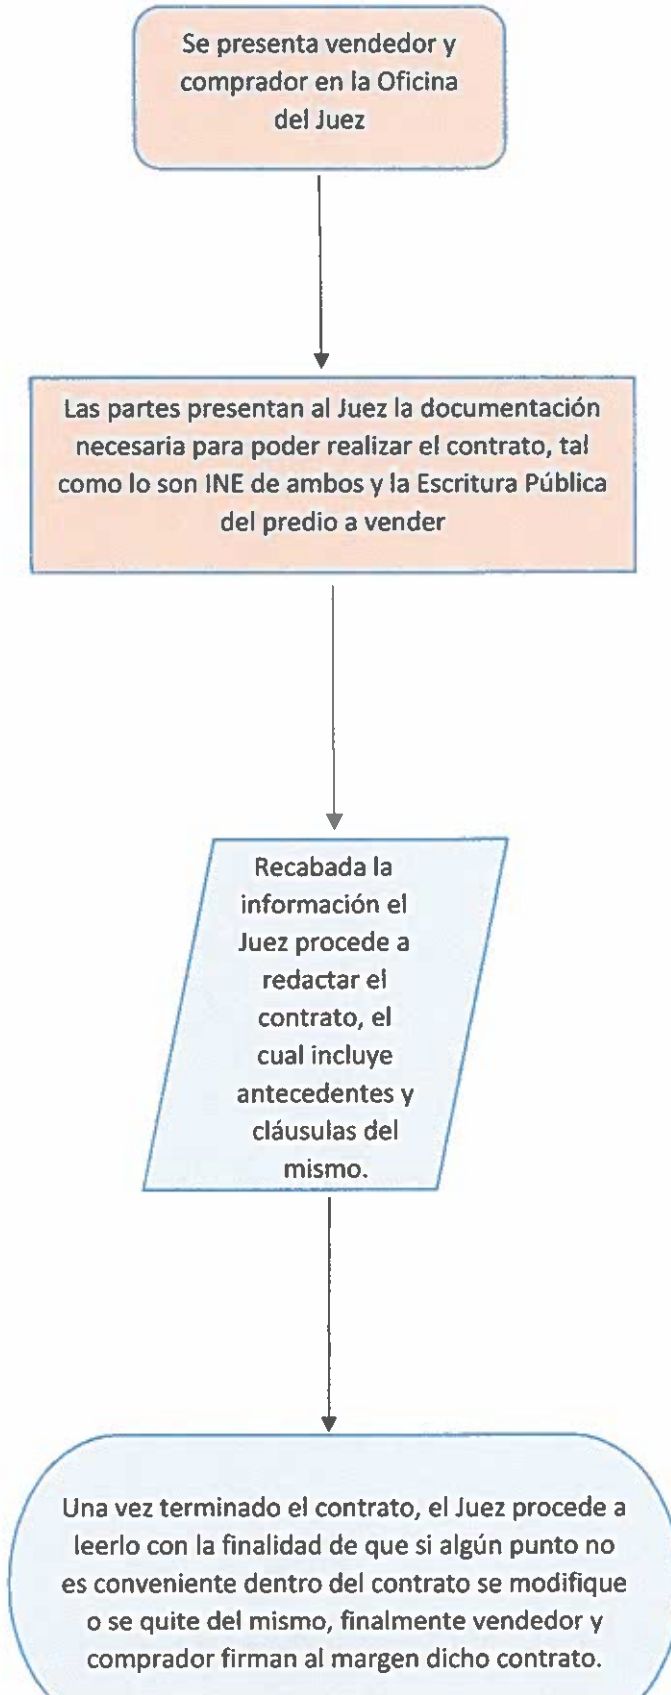 Se presenta vendedor y
comprador en la Oficina
del Juez
Las partes presentan al Juez la documentación
necesaria para poder realizar el contrato, tal
como lo son INE de ambos y la Escritura Pública
del predio a vender
Recabada la
información el
Juez procede a
redactar el
contrato, el
cual incluye
antecedentes y
cláusulas del
mismo.
Una vez terminado el contrato, el Juez procede a
leerlo con la finalidad de que si algún punto no
es conveniente dentro del contrato se modifique
o se quite del mismo, finalmente vendedor y
comprador firman al margen dicho contrato.